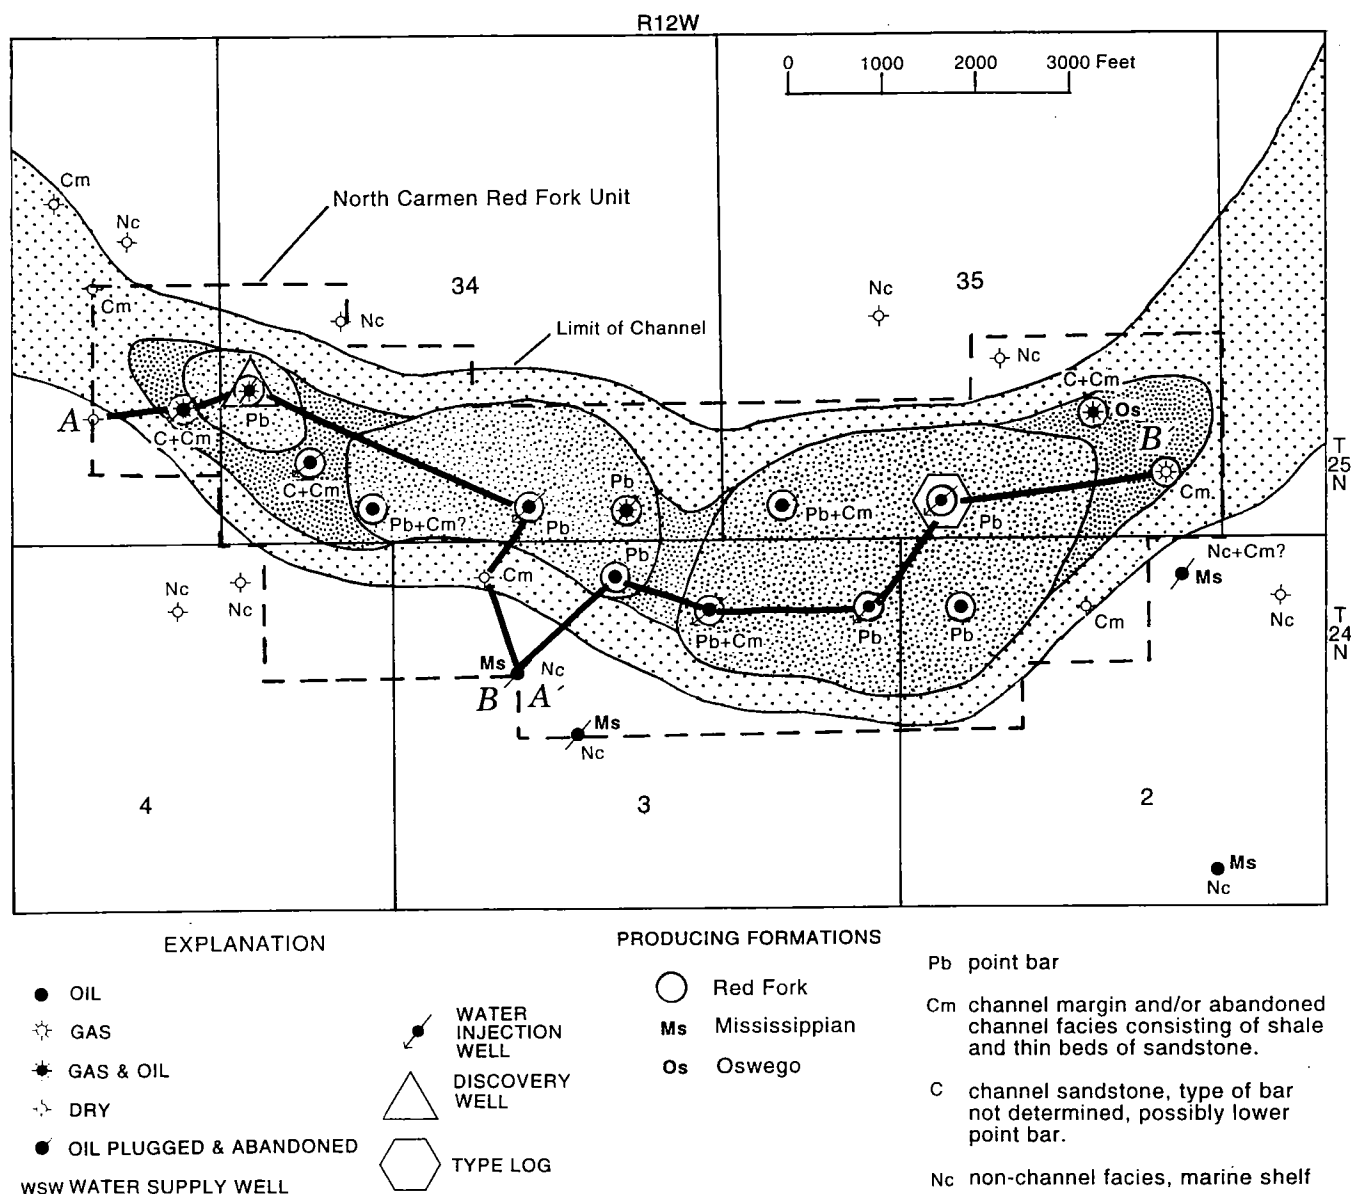 R12W
0 1000 2000 3000 Feet
Cm
Nc
North Carmen Red Fork Unit
34
35
Nc
Cm
Nc
Limit of Channel
Nc
C+Cm
Os
A
Pb
B´
C+Cm
T
25
N
C+Cm
Pb
Pb+Cm?
Pb
Pb+Cm
Pb
Cm
Pb
Nc+Cm?
Cm
Ms
Nc
Nc
Pb+Cm
Pb
Pb
Cm
Nc
T
24
N
Ms
Nc
B
A´
Ms
Nc
4
3
2
Ms
Nc
EXPLANATION
OIL
GAS
GAS & OIL
DRY
OIL PLUGGED & ABANDONED
WSW WATER SUPPLY WELL
WATER
INJECTION
WELL
DISCOVERY
WELL
TYPE LOG
PRODUCING FORMATIONS
Red Fork
Ms Mississippian
Os Oswego
Pb point bar
Cm channel margin and/or abandoned
channel facies consisting of shale
and thin beds of sandstone.
C channel sandstone, type of bar
not determined, possibly lower
point bar.
Nc non-channel facies, marine shelf